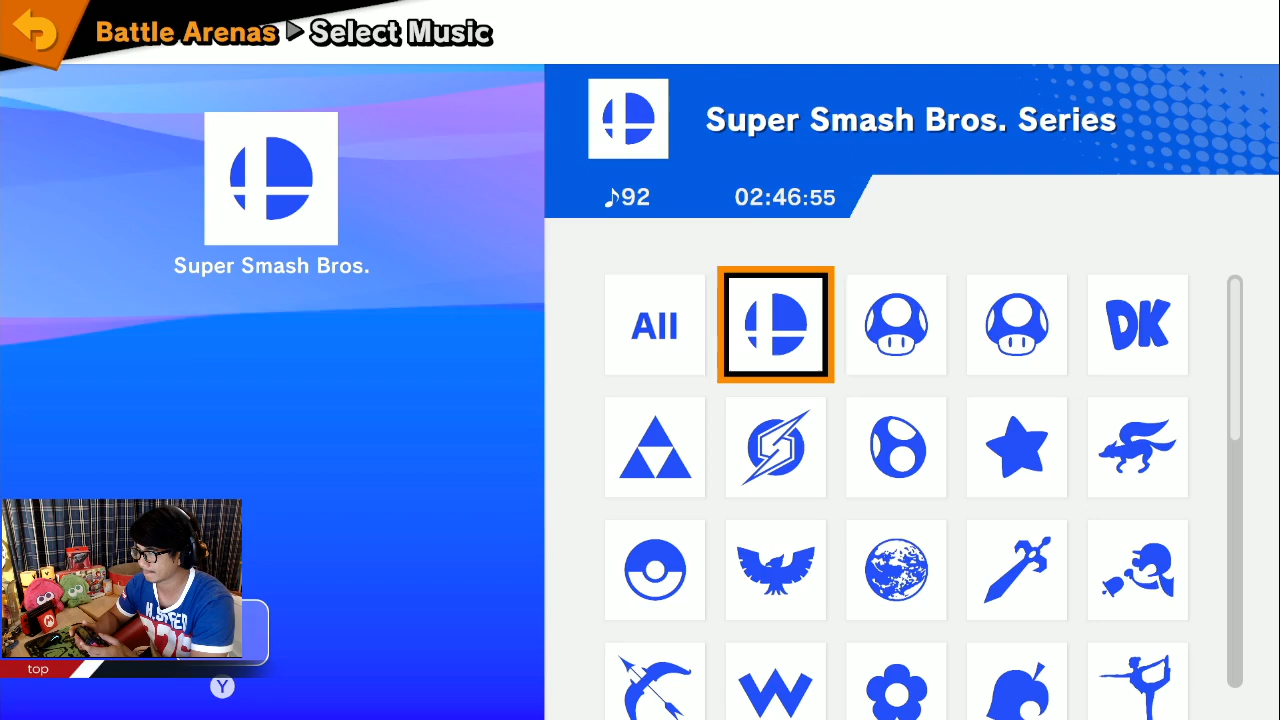 Battle Arenas ▶ Select Music
Super Smash Bros. Series
♪92 02:46:55
Super Smash Bros.
All
DK
top
Y